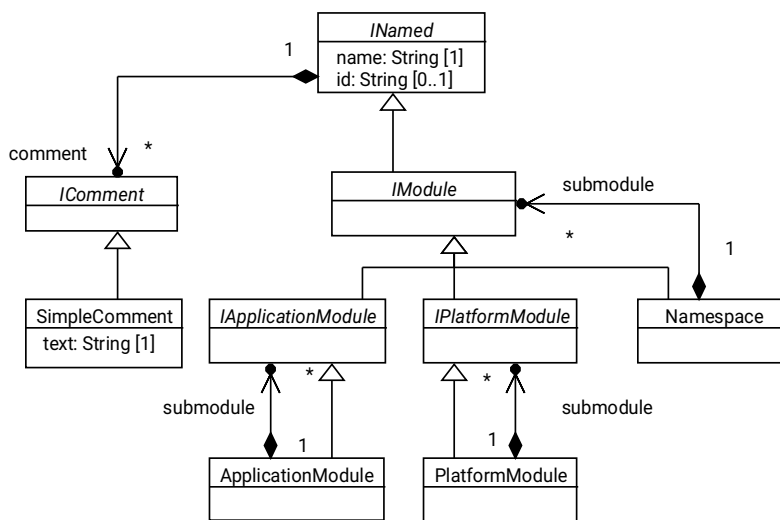 INamed
1
name: String [1]
id: String [0..1]
comment
*
IComment
IModule
submodule
*
1
SimpleComment
text: String [1]
IApplicationModule
IPlatformModule
Namespace
*
*
submodule
submodule
1
1
ApplicationModule
PlatformModule